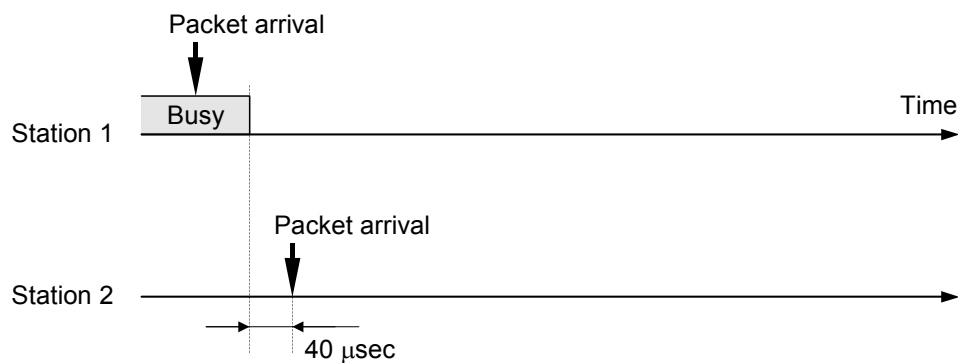 Packet arrival
Busy
Time
Station 1
Packet arrival
Station 2
40 μsec